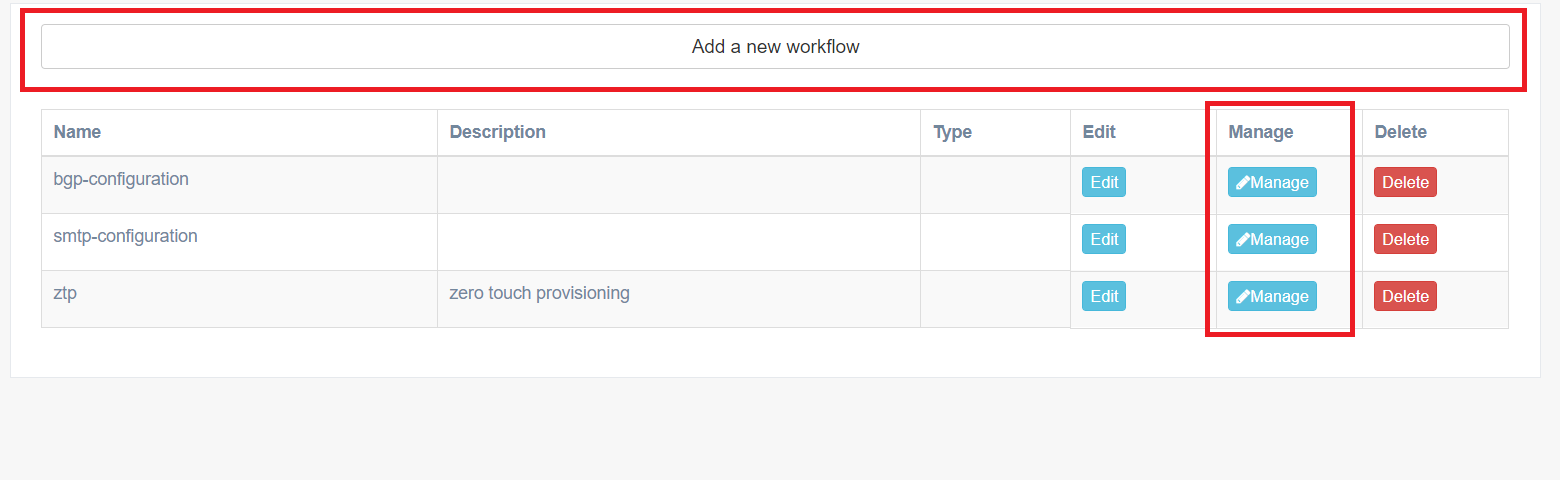 Add a new workflow
Name Description Type Edit Manage Delete
bgp-configuration Edit Manage Delete
smtp-configuration Edit Manage Delete
ztp zero touch provisioning Edit Manage Delete